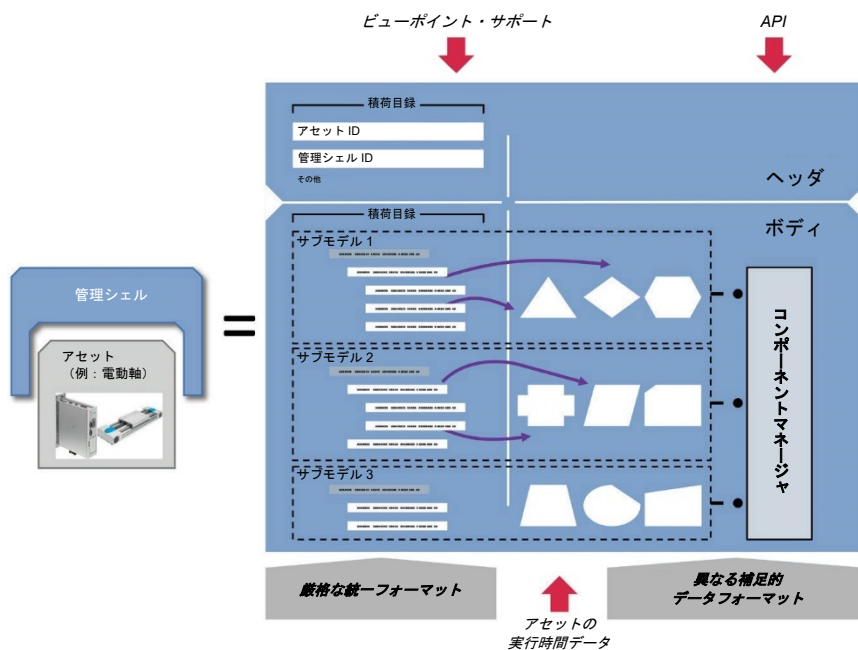 ビューポイント・サポート
API
積荷目録
アセット ID
管理シェル ID
その他
ヘッダ
積荷目録
ボディ
サブモデル 1
管理シェル
アセット
（例：電動軸）
=
サブモデル 2
サブモデル 3
コンポーネントマネージャ
厳格な統一フォーマット
異なる補足的
データフォーマット
アセットの
実行時間データ